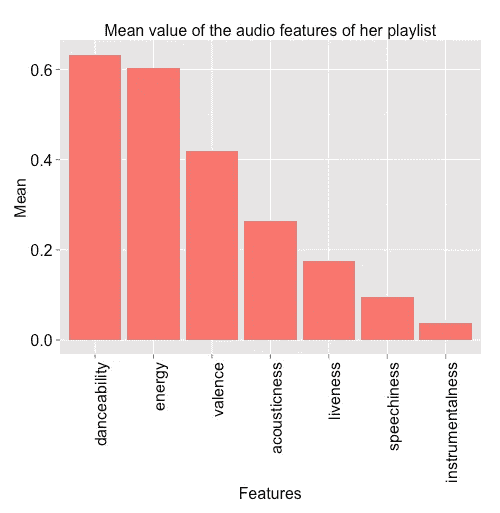 Mean value of the audio features of her playlist
Mean
0.6
0.4
0.2
0.0
danceability
energy
valence
acousticness
liveness
speechiness
instrumentalness
Features